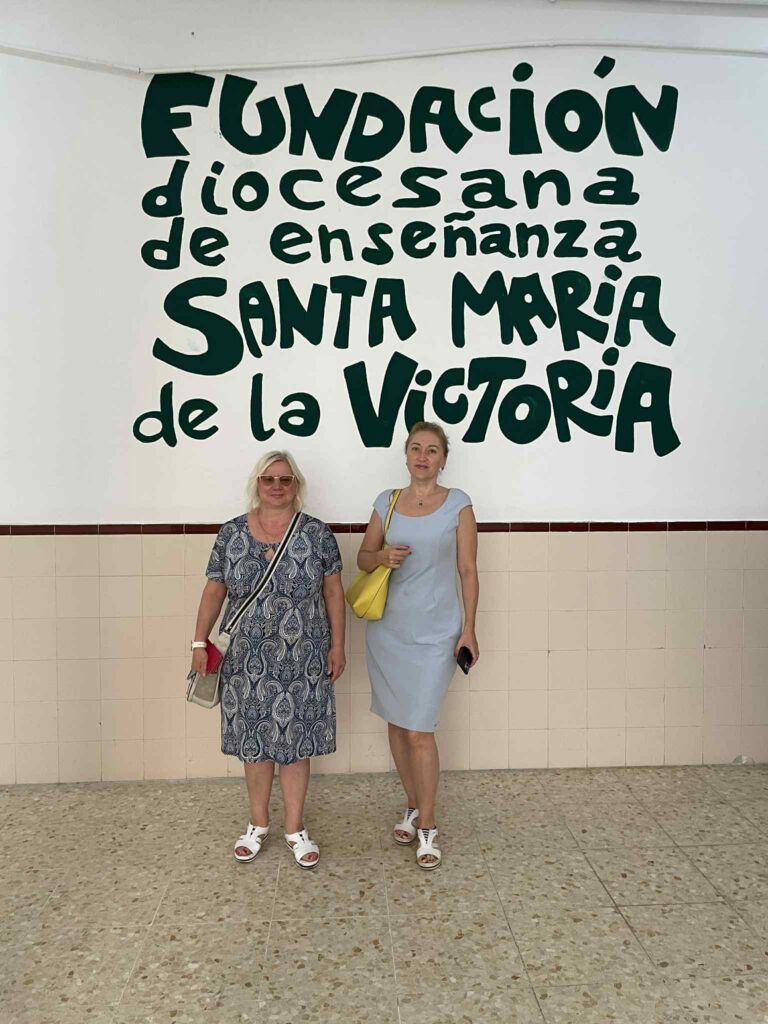 FUNDACIÓN
diocesana
de enseñanza
SANTA MARIA
de la VICTORIA